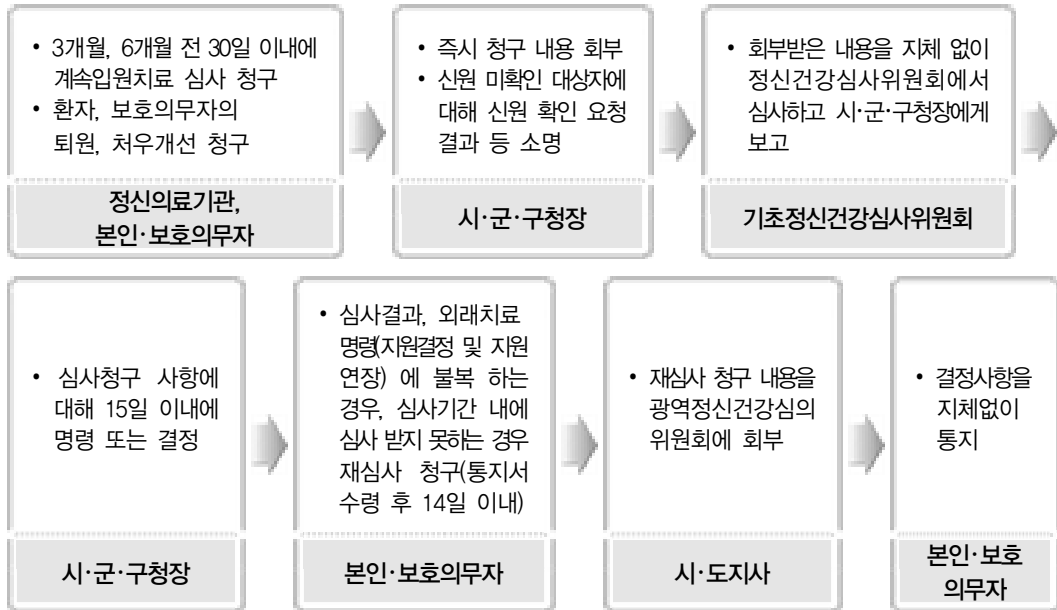 • 3개월, 6개월 전 30일 이내에
계속입원치료 심사 청구
• 환자, 보호의무자의
퇴원, 처우개선 청구
정신의료기관,
본인·보호의무자
• 즉시 청구 내용 회부
• 신원 미확인 대상자에
대해 신원 확인 요청
결과 등 소명
시·군·구청장
• 회부받은 내용을 지체 없이
정신건강심사위원회에서
심사하고 시·군·구청장에게
보고
기초정신건강심사위원회
• 심사청구 사항에
대해 15일 이내에
명령 또는 결정
시·군·구청장
• 심사결과, 외래치료
명령(지원결정 및 지원
연장) 에 불복 하는
경우, 심사기간 내에
심사 받지 못하는 경우
재심사 청구(통지서
수령 후 14일 이내)
본인·보호의무자
• 재심사 청구 내용을
광역정신건강심의
위원회에 회부
시·도지사
• 결정사항을
지체없이
통지
본인·보호
의무자